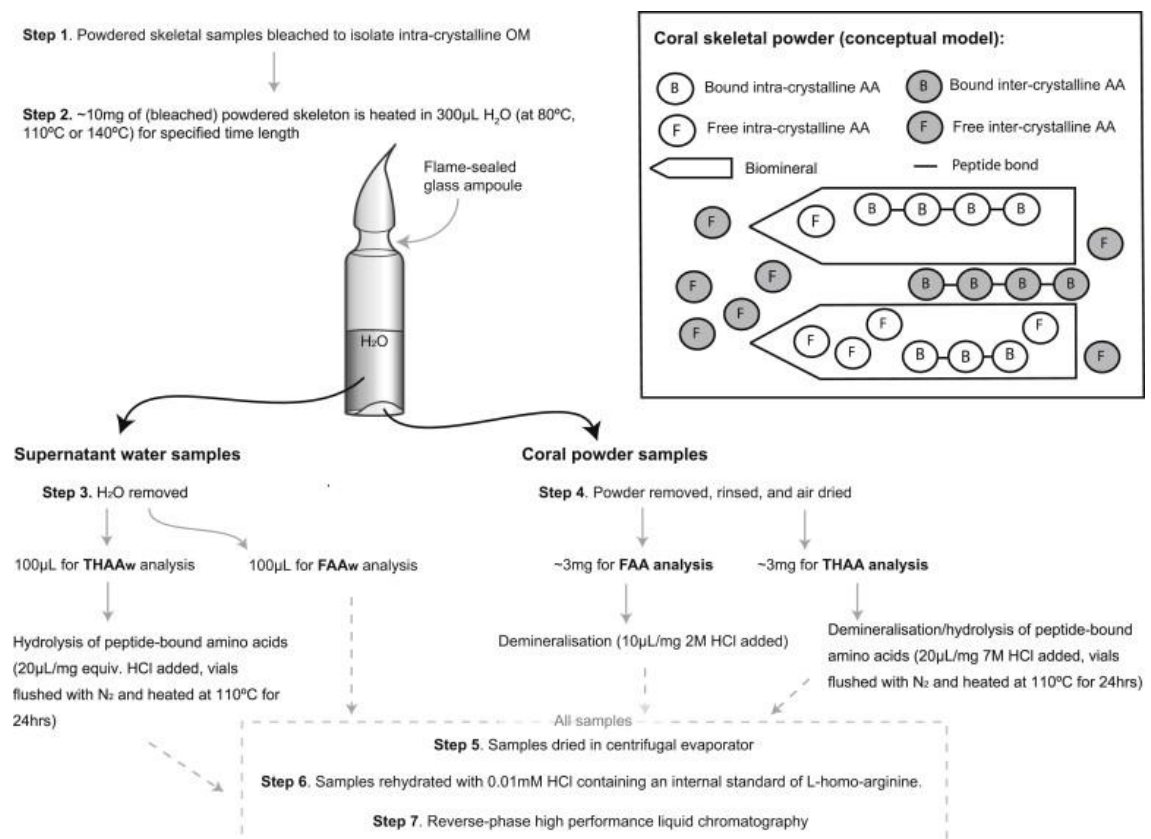 Step 1. Powdered skeletal samples bleached to isolate intra-crystalline OM
Step 2. ~10mg of (bleached) powdered skeleton is heated in 300µL H₂O (at 80ºC,
110ºC or 140ºC) for specified time length
Flame-sealed
glass ampoule
H₂O
Coral skeletal powder (conceptual model):
B Bound intra-crystalline AA
B Bound inter-crystalline AA
F Free intra-crystalline AA
F Free inter-crystalline AA
Biomineral
Peptide bond
F B B B B
F F
B B B B
F F F
F F
F F F B B B F
F
Supernatant water samples
Step 3. H₂O removed
100µL for THAAw analysis
100µL for FAAw analysis
Hydrolysis of peptide-bound amino acids
(20µL/mg equiv. HCl added, vials
flushed with N₂ and heated at 110ºC for
24hrs)
Coral powder samples
Step 4. Powder removed, rinsed, and air dried
~3mg for FAA analysis
~3mg for THAA analysis
Demineralisation (10µL/mg 2M HCl added)
Demineralisation/hydrolysis of peptide-bound
amino acids (20µL/mg 7M HCl added, vials
flushed with N₂ and heated at 110ºC for 24hrs)
All samples
Step 5. Samples dried in centrifugal evaporator
Step 6. Samples rehydrated with 0.01mM HCl containing an internal standard of L-homo-arginine.
Step 7. Reverse-phase high performance liquid chromatography